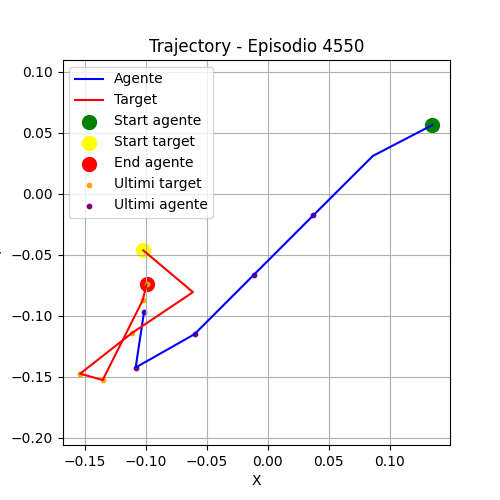 Trajectory - Episodio 4550
Agente
Target
Start agente
Start target
End agente
Ultimi target
Ultimi agente
0.10
0.05
0.00
−0.05
−0.10
−0.15
−0.20
−0.15
−0.10
−0.05
0.00
0.05
0.10
X